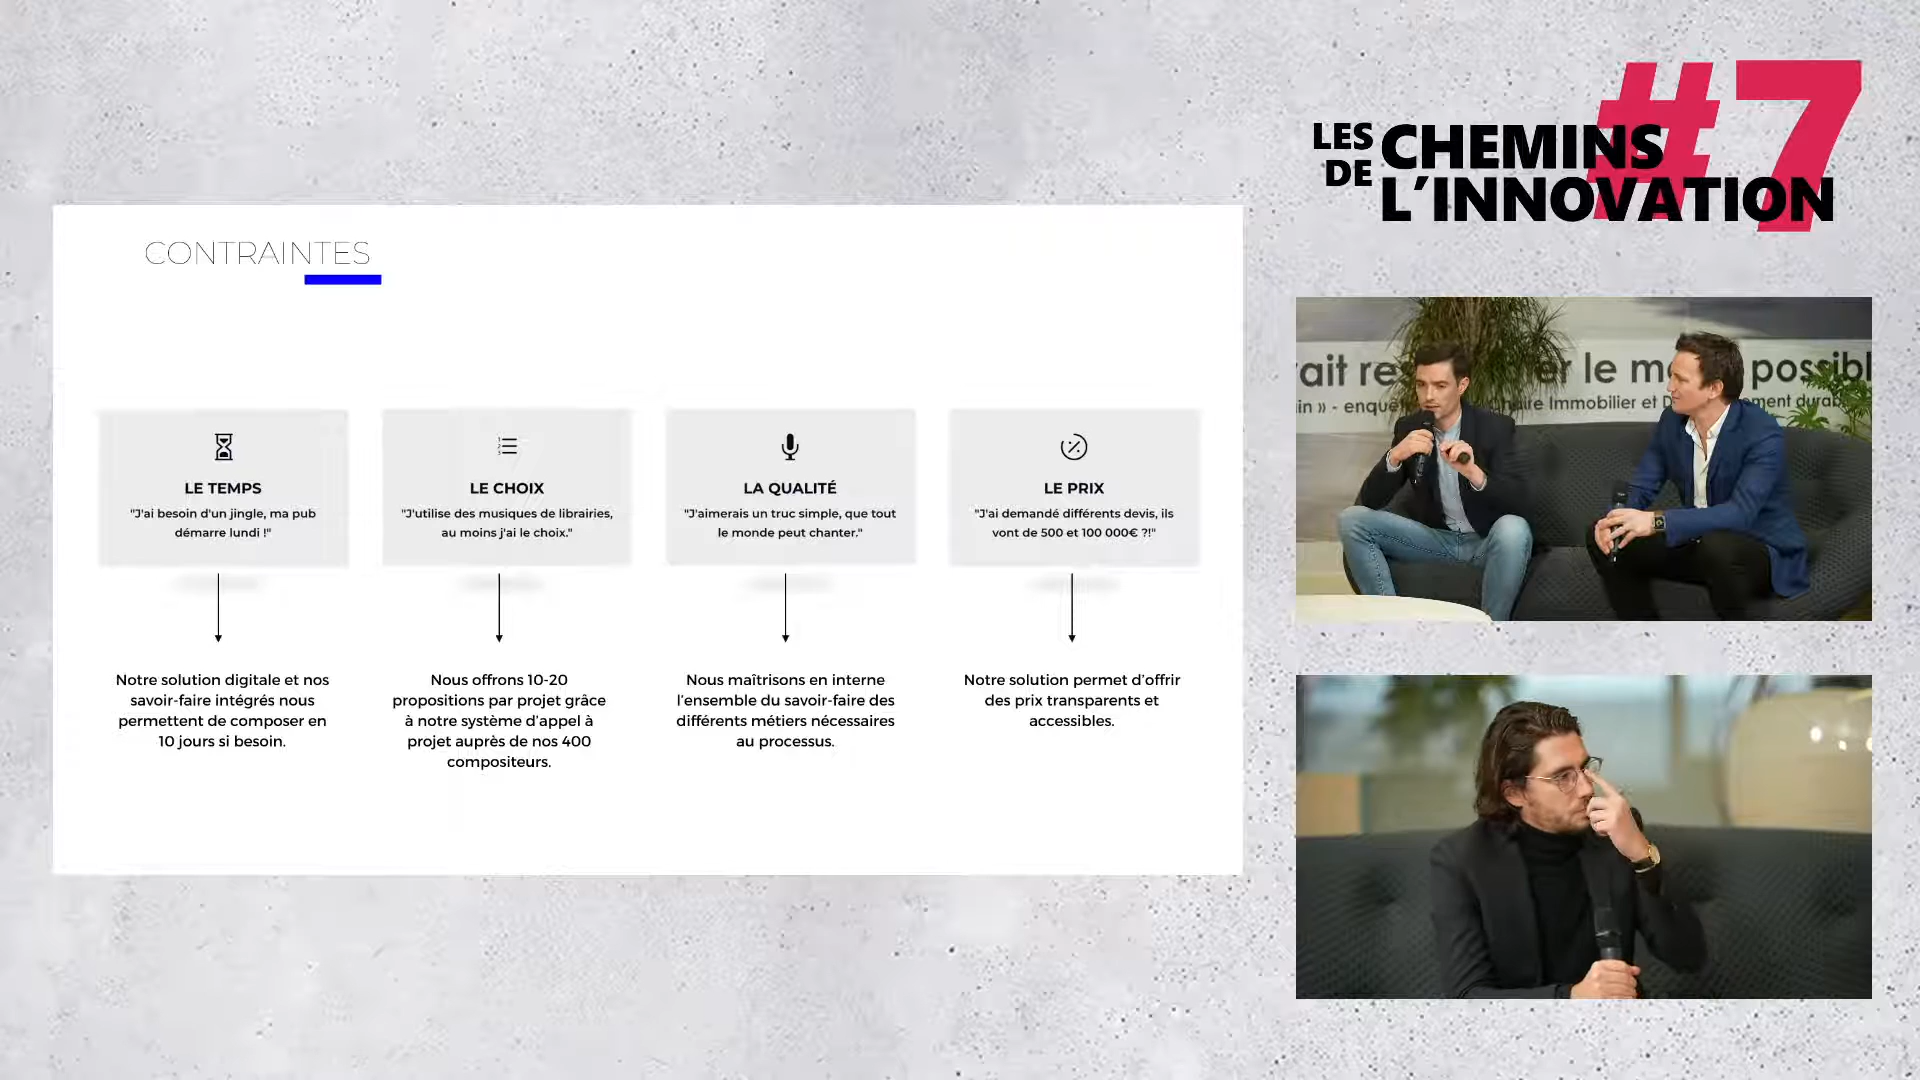 CONTRAINTES
LE TEMPS
"J'ai besoin d'un jingle, ma pub
démarre lundi !"
Notre solution digitale et nos
savoir-faire intégrés nous
permettent de composer en
10 jours si besoin.
LE CHOIX
"J'utilise des musiques de librairies,
au moins j'ai le choix."
Nous offrons 10-20
propositions par projet grâce
à notre système d'appel à
projet auprès de nos 400
compositeurs.
LA QUALITÉ
"J'aimerais un truc simple, que tout
le monde peut chanter."
Nous maîtrisons en interne
l'ensemble du savoir-faire des
différents métiers nécessaires
au processus.
LE PRIX
"J'ai demandé différents devis, ils
vont de 500 et 100 000€ ?!"
Notre solution permet d'offrir
des prix transparents et
accessibles.
#7
LES CHEMINS
DE L'INNOVATION
ait re er le m possibl
in » - enquê ire Immobilier et D ment durab